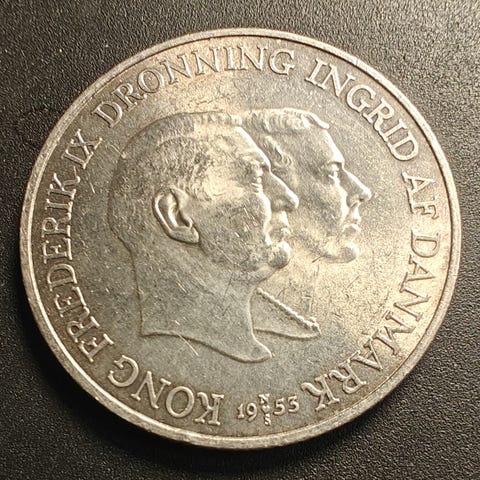 KONG FREDERIK.IX DRONNING INGRID AF DANMARK
19 N S 53